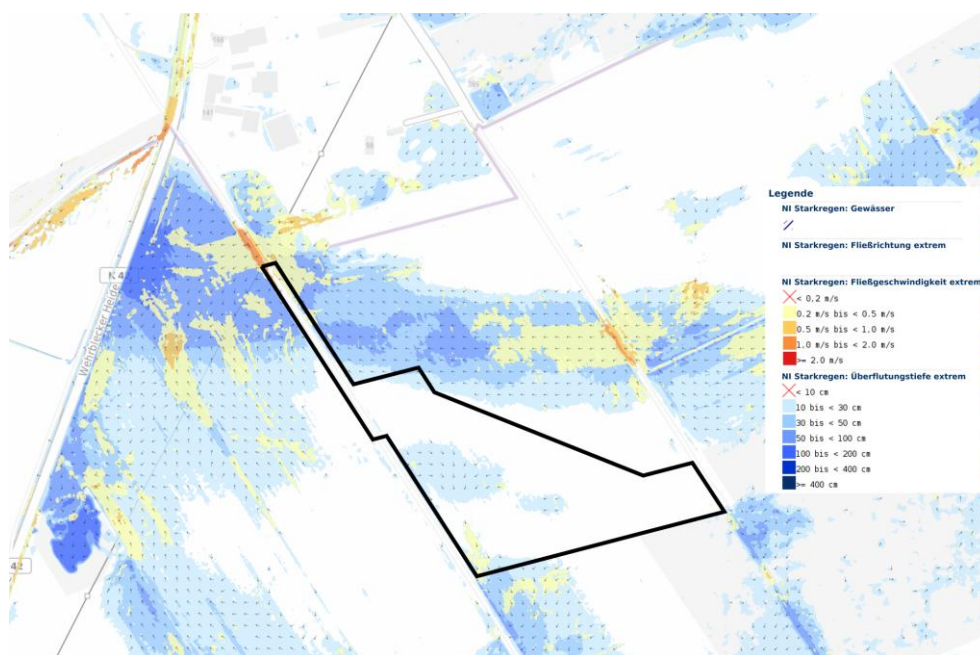 Legende
NI Starkregen: Gewässer
NI Starkregen: Fließrichtung extrem
NI Starkregen: Fließgeschwindigkeit extrem
< 0.2 m/s
0.2 m/s bis < 0.5 m/s
0.5 m/s bis < 1.0 m/s
1.0 m/s bis < 2.0 m/s
>= 2.0 m/s
NI Starkregen: Überflutungstiefe extrem
< 10 cm
10 bis < 30 cm
30 bis < 50 cm
50 bis < 100 cm
100 bis < 200 cm
200 bis < 400 cm
>= 400 cm
Wehrblecker Heide